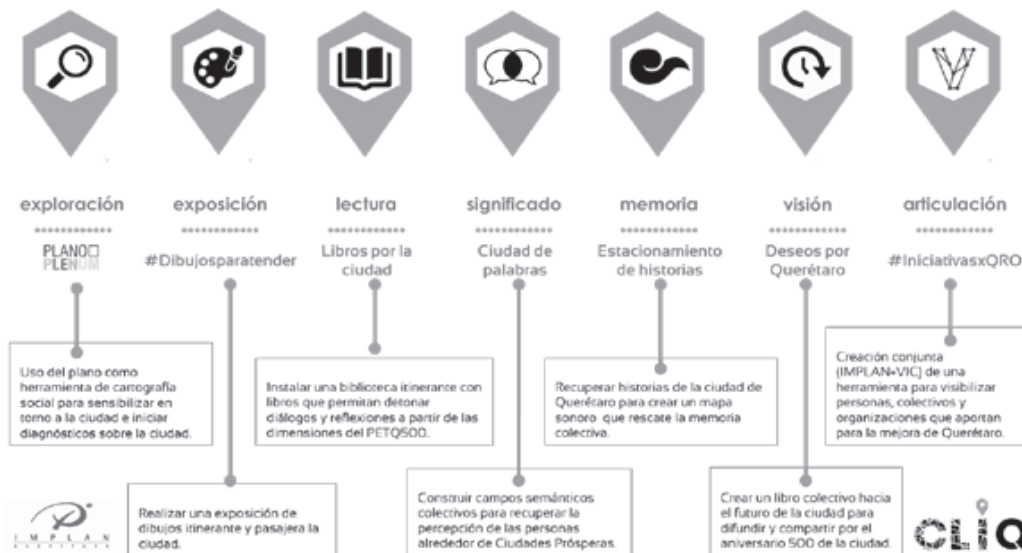 exploración
exposición
lectura
significado
memoria
visión
articulación
PLANO
PLENUM
#Dibujosparatender
Libros por la
ciudad
Ciudad de
palabras
Estacionamiento
de historias
Deseos por
Querétaro
#IniciativasxQRO
Uso del plano como
herramienta de cartografía
social para sensibilizar en
torno a la ciudad e iniciar
diagnósticos sobre la ciudad.
Realizar una exposición de
dibujos itinerante y pasajera la
ciudad.
Instalar una biblioteca itinerante con
libros que permitan detonar
diálogos y reflexiones a partir de las
dimensiones del PETQ500.
Construir campos semánticos
colectivos para recuperar la
percepción de las personas
alrededor de Ciudades Prósperas.
Recuperar historias de la ciudad de
Querétaro para crear un mapa
sonoro que rescate la memoria
colectiva.
Crear un libro colectivo hacia
el futuro de la ciudad para
difundir y compartir por el
aniversario 500 de la ciudad.
Creación conjunta
(IMPLAN+VIC) de una
herramienta para visibilizar
personas, colectivos y
organizaciones que aportan
para la mejora de Querétaro.
IMPLAN
CLIQ